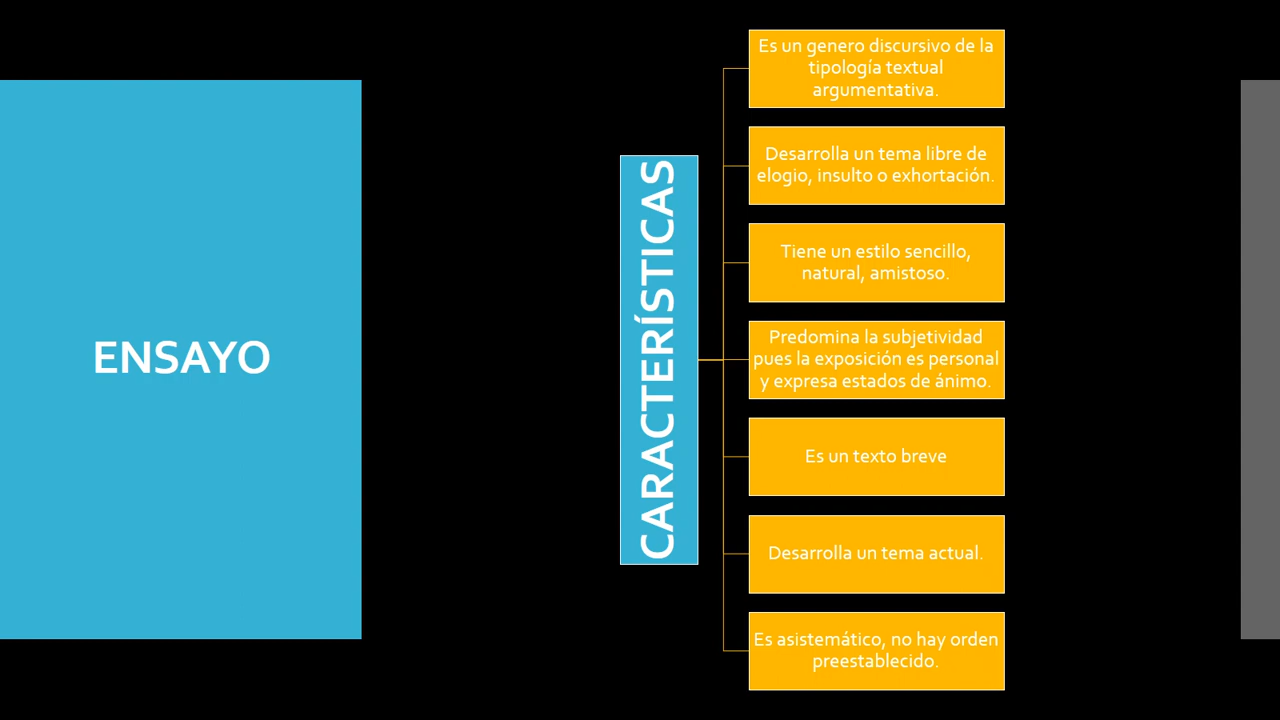 ENSAYO
CARACTERÍSTICAS
Es un genero discursivo de la
tipología textual
argumentativa.
Desarrolla un tema libre de
elogio, insulto o exhortación.
Tiene un estilo sencillo,
natural, amistoso.
Predomina la subjetividad
pues la exposición es personal
y expresa estados de ánimo.
Es un texto breve
Desarrolla un tema actual.
Es asistemático, no hay orden
preestablecido.